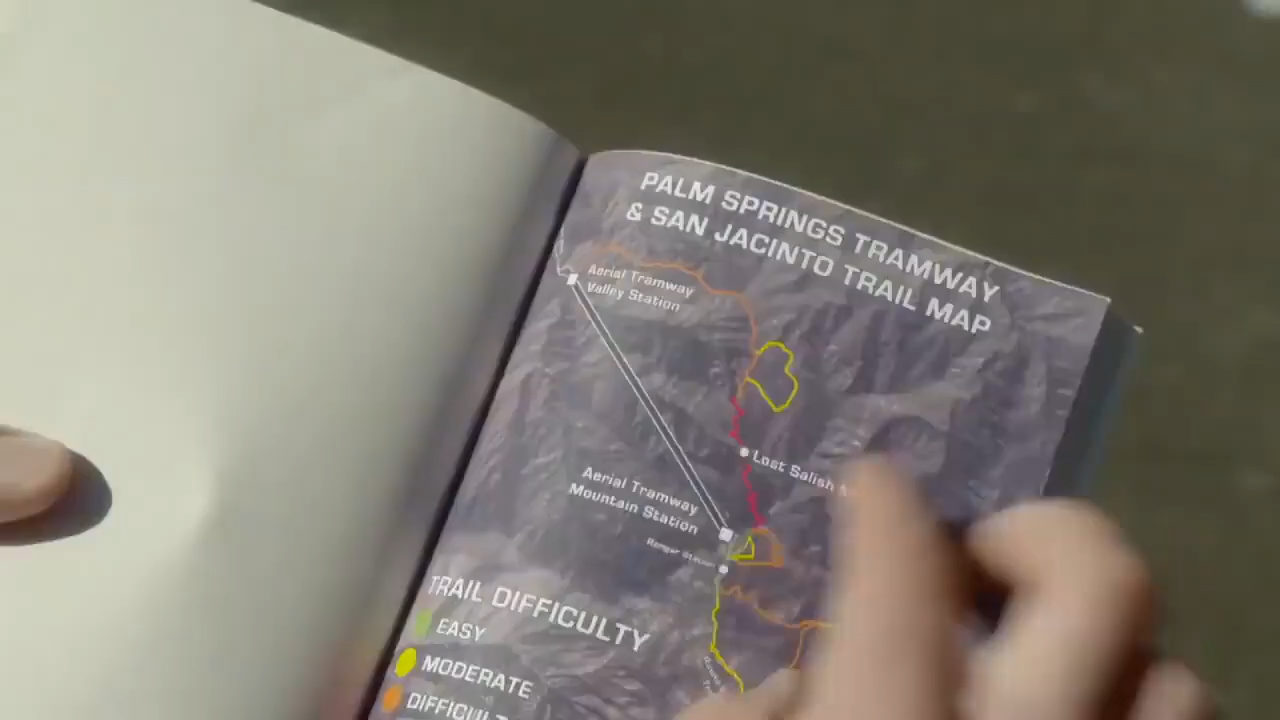 PALM SPRINGS TRAMWAY
& SAN JACINTO TRAIL MAP
Aerial Tramway
Valley Station
Lost Salish
Aerial Tramway
Mountain Station
Ranger Station
TRAIL DIFFICULTY
EASY
MODERATE
DIFFICULT